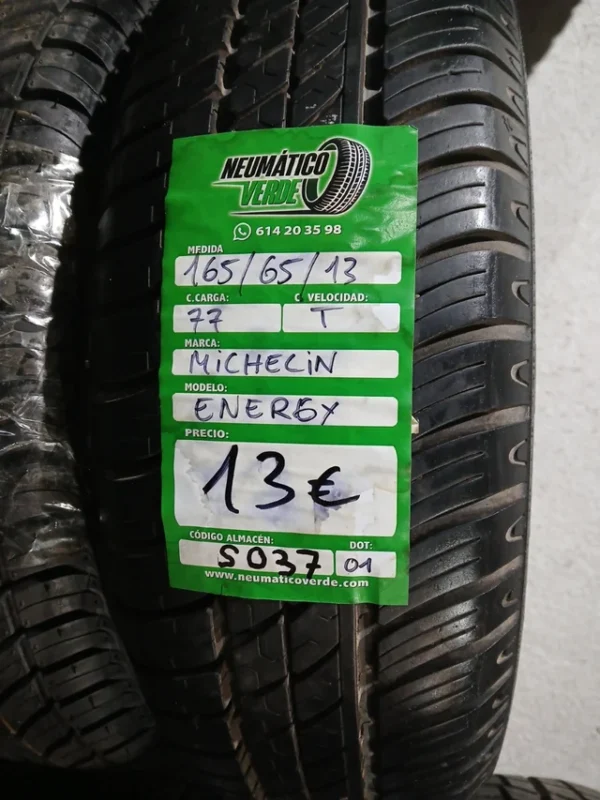 NEUMÁTICO
VERDE
614 20 35 98
MEDIDA
165/65/13
C.CARGA: C. VELOCIDAD:
77 T
MARCA:
MiCHELiN
MODELO:
ENERGY
PRECIO:
13€
CÓDIGO ALMACÉN: DOT:
S037 01
www.neumaticoverde.com